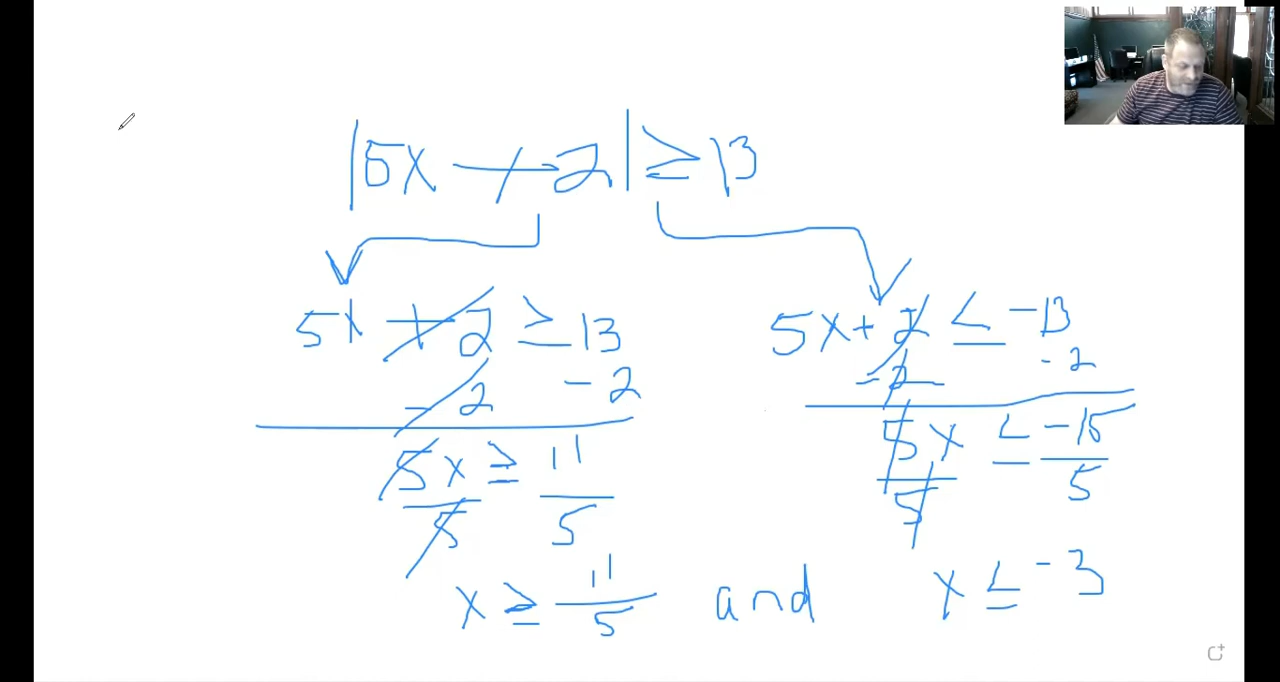 |5x + 2| ≥ 13
5x + 2 ≥ 13 5x + 2 ≤ -13
- 2 - 2 - 2 - 2
5x ≥ 11 5x ≤ -15
5 5 5 5
x ≥ 11/5 and x ≤ -3